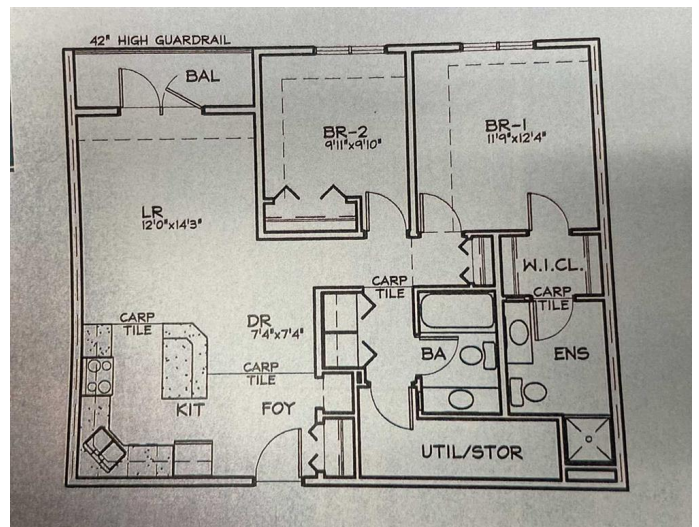 42" HIGH GUARDRAIL
BAL
BR-2
9'11"x9'10"
BR-1
11'9"x12'4"
LR
12'0"x14'3"
W.I.CL.
CARP
TILE
CARP
TILE
CARP
TILE
DR
7'4"x7'4"
BA
ENS
CARP
TILE
KIT
FOY
UTIL/STOR